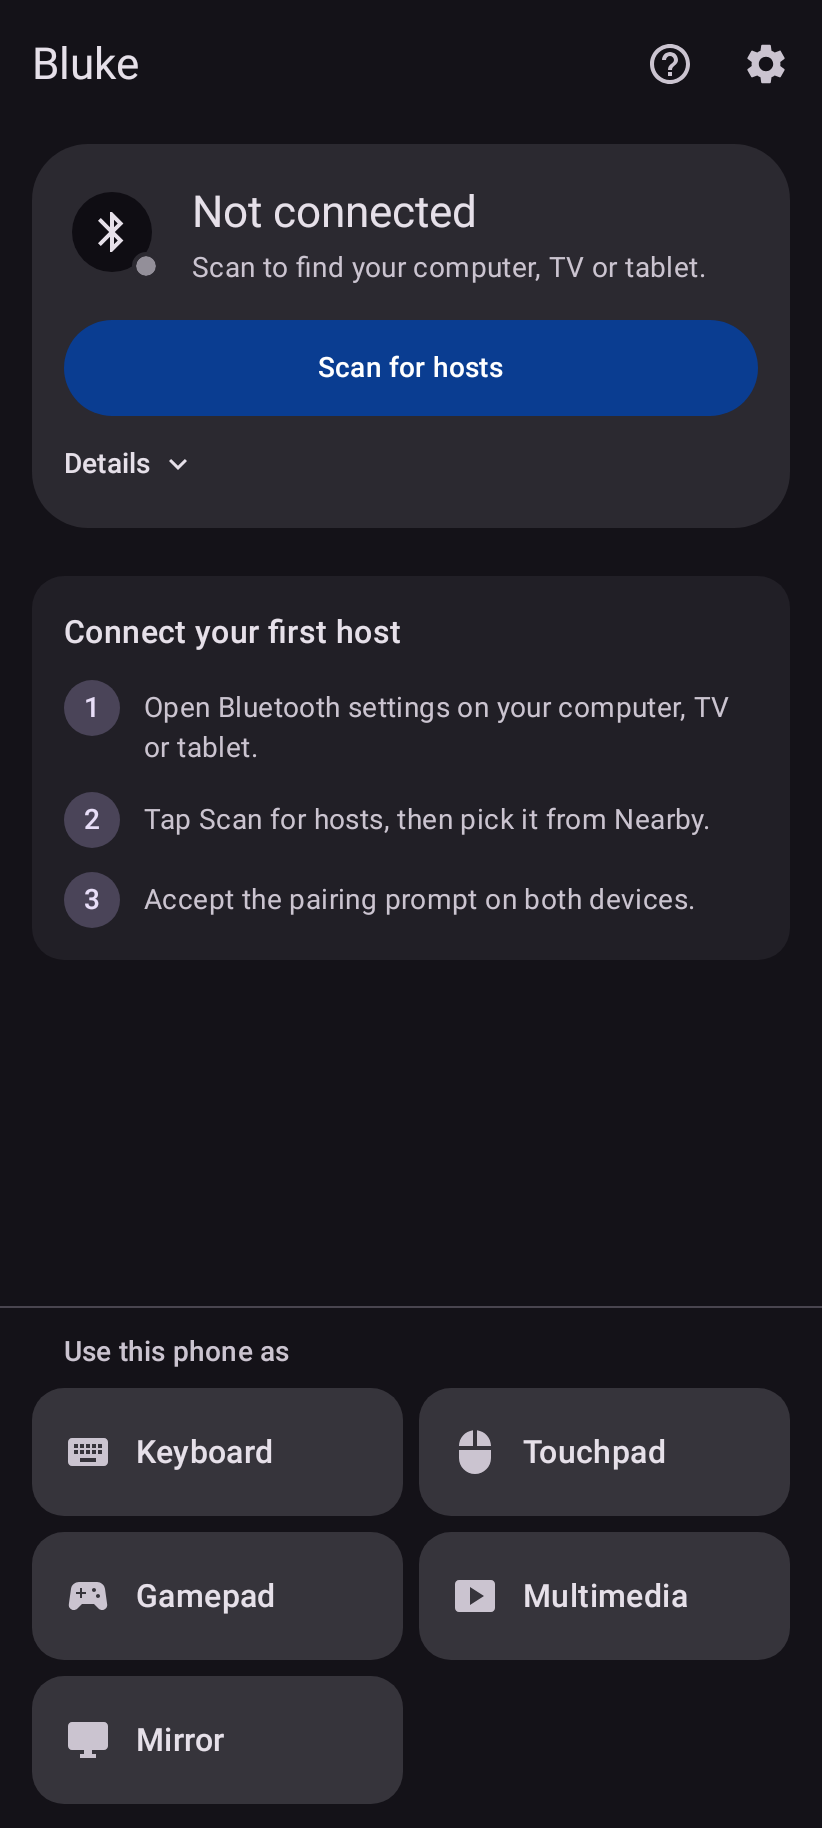 Bluke
Not connected
Scan to find your computer, TV or tablet.
Scan for hosts
Details
Connect your first host
1 Open Bluetooth settings on your computer, TV
or tablet.
2 Tap Scan for hosts, then pick it from Nearby.
3 Accept the pairing prompt on both devices.
Use this phone as
Keyboard
Touchpad
Gamepad
Multimedia
Mirror